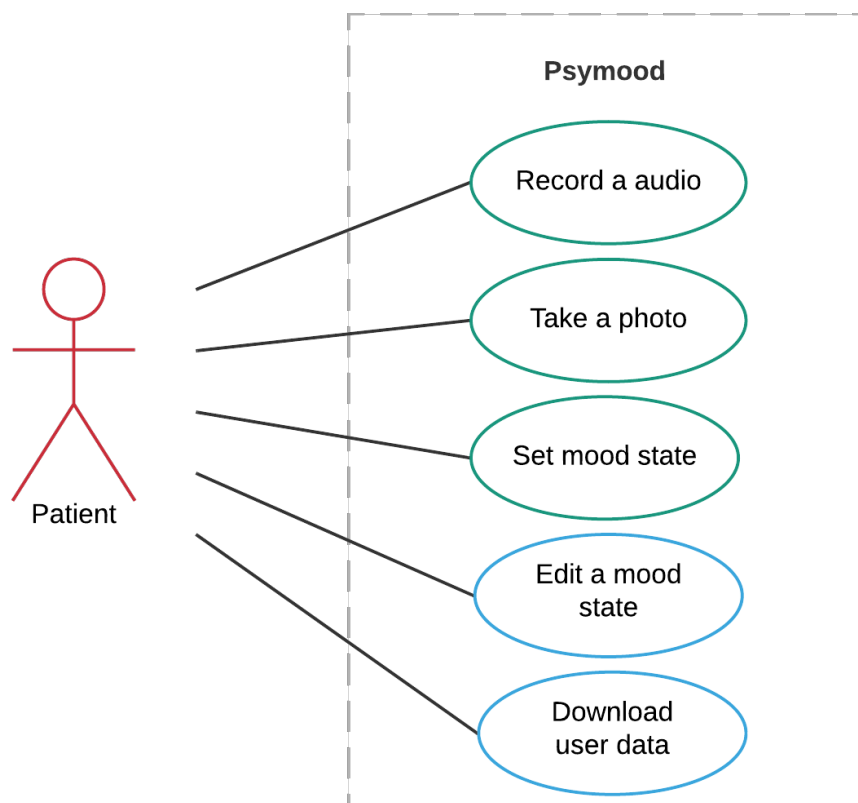 Psymood
Record a audio
Take a photo
Set mood state
Patient
Edit a mood
state
Download
user data